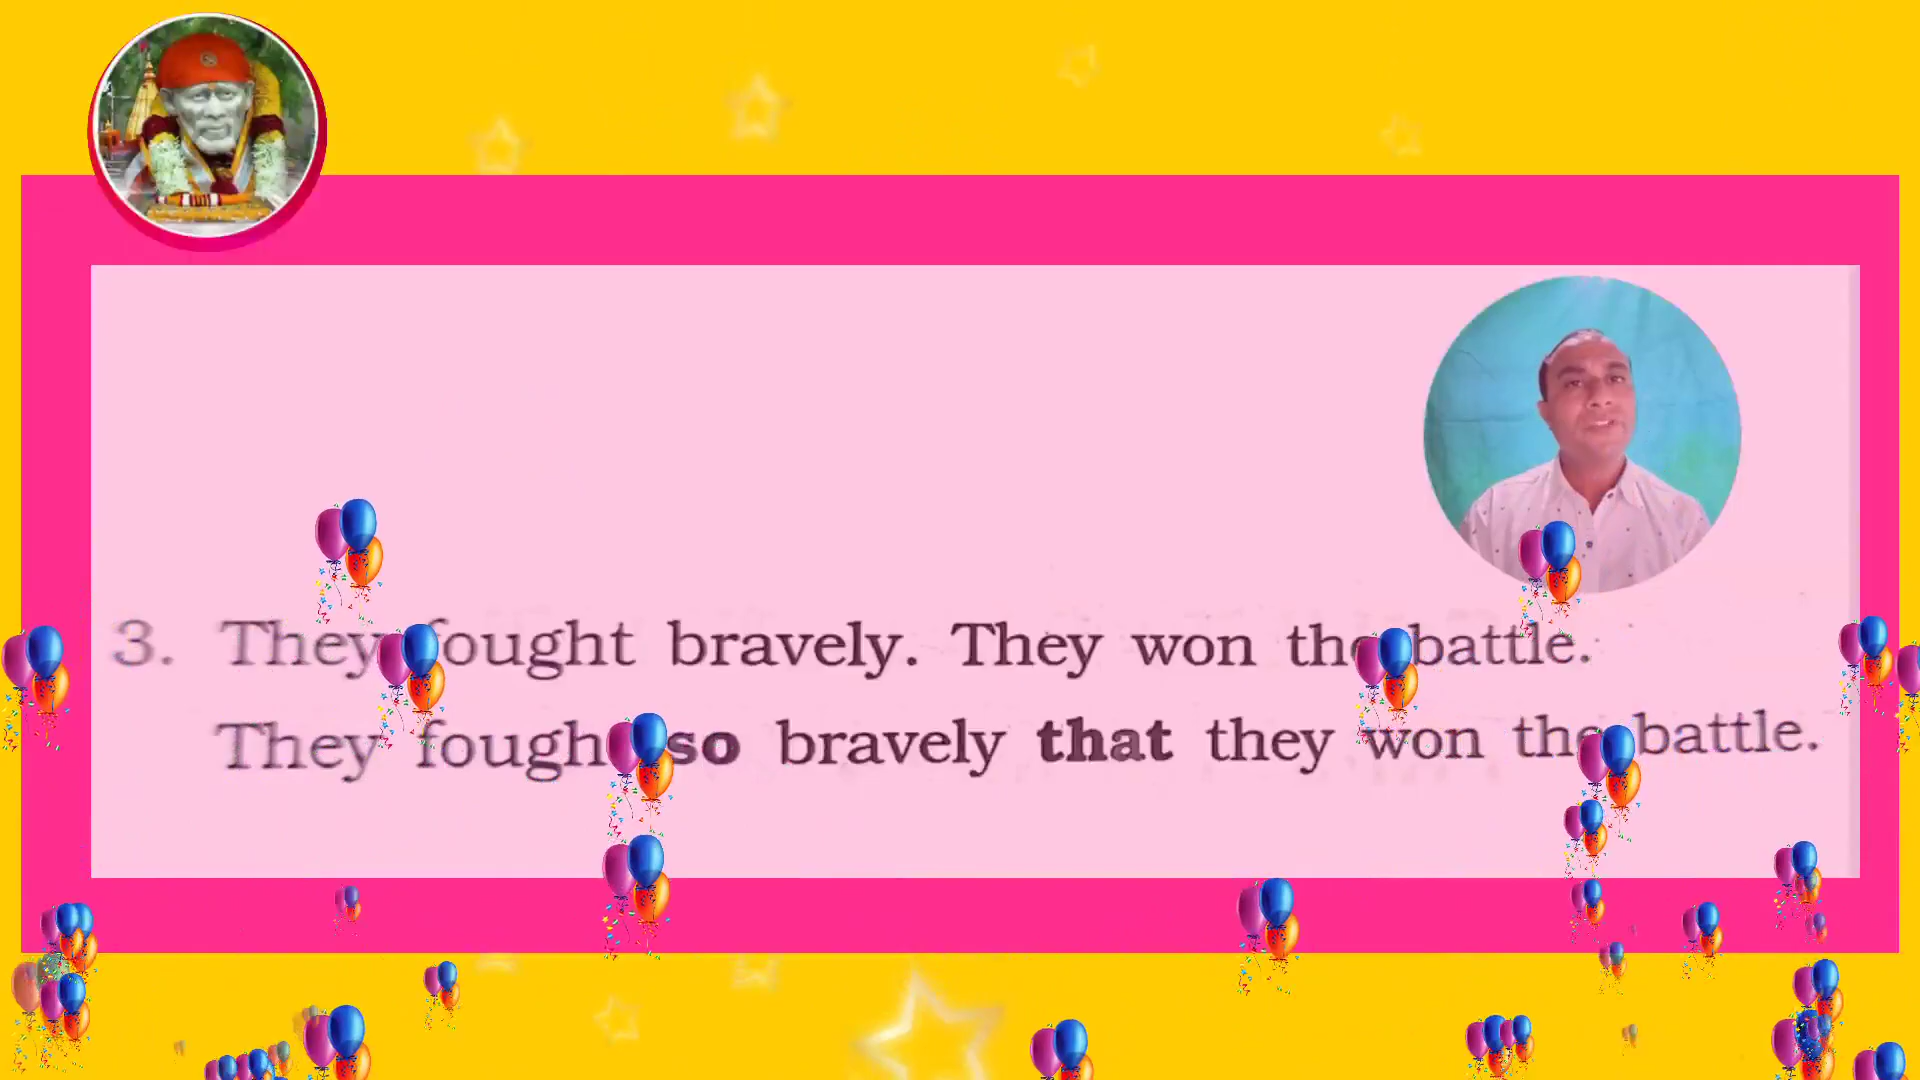 3. They fought bravely. They won the battle.
They fought so bravely that they won the battle.